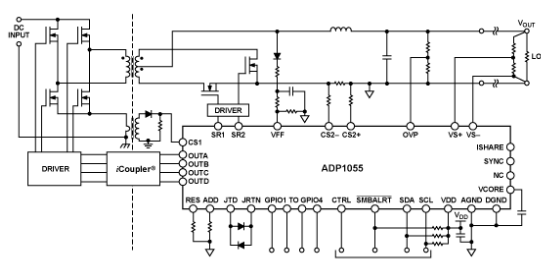 DC
INPUT
VOUT
LO
DRIVER
SR1 SR2 VFF CS2– CS2+ OVP VS+ VS–
CS1
OUTA
OUTB
OUTC
OUTD
DRIVER
iCoupler®
ADP1055
ISHARE
SYNC
NC
VCORE
RES ADD JTD JRTN GPIO1 TO GPIO4 CTRL SMBALRT SDA SCL VDD AGND DGND
VDD